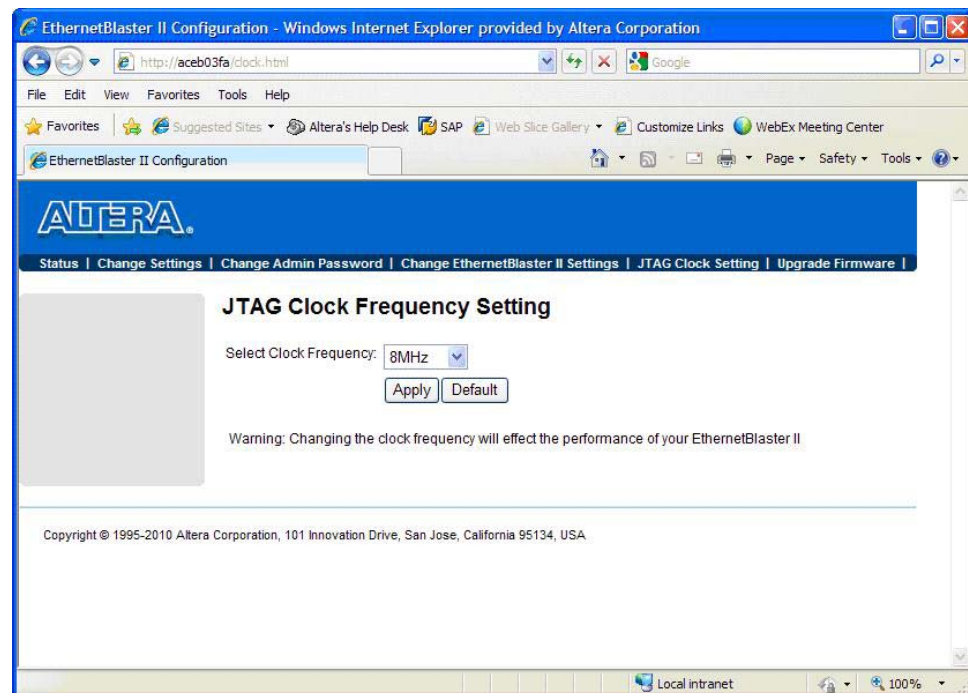 EthernetBlaster II Configuration - Windows Internet Explorer provided by Altera Corporation
http://aceb03fa/clock.html
Google
File Edit View Favorites Tools Help
Favorites Suggested Sites Altera's Help Desk SAP Web Slice Gallery Customize Links WebEx Meeting Center
EthernetBlaster II Configuration
Page Safety Tools
ALTERA.
Status | Change Settings | Change Admin Password | Change EthernetBlaster II Settings | JTAG Clock Setting | Upgrade Firmware |
JTAG Clock Frequency Setting
Select Clock Frequency: 8MHz
Apply Default
Warning: Changing the clock frequency will effect the performance of your EthernetBlaster II
Copyright © 1995-2010 Altera Corporation, 101 Innovation Drive, San Jose, California 95134, USA
Local intranet 100%